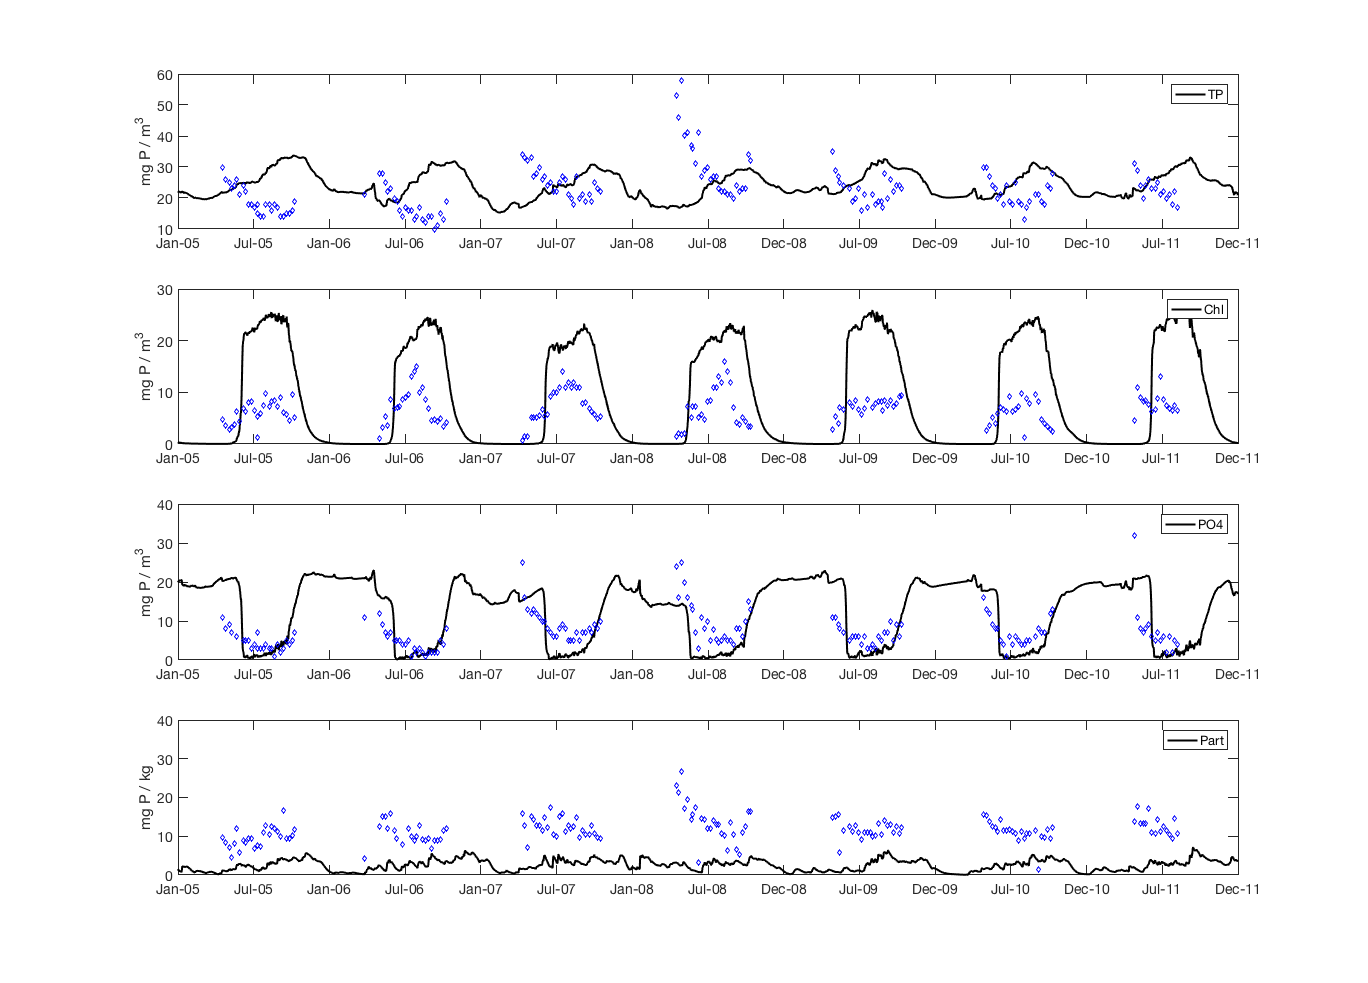 60
50
40
30
20
10
mg P / m3
TP
Jan-05 Jul-05 Jan-06 Jul-06 Jan-07 Jul-07 Jan-08 Jul-08 Dec-08 Jul-09 Dec-09 Jul-10 Dec-10 Jul-11 Dec-11
30
20
10
0
mg P / m3
Chl
Jan-05 Jul-05 Jan-06 Jul-06 Jan-07 Jul-07 Jan-08 Jul-08 Dec-08 Jul-09 Dec-09 Jul-10 Dec-10 Jul-11 Dec-11
40
30
20
10
0
mg P / m3
PO4
Jan-05 Jul-05 Jan-06 Jul-06 Jan-07 Jul-07 Jan-08 Jul-08 Dec-08 Jul-09 Dec-09 Jul-10 Dec-10 Jul-11 Dec-11
40
30
20
10
0
mg P / kg
Part
Jan-05 Jul-05 Jan-06 Jul-06 Jan-07 Jul-07 Jan-08 Jul-08 Dec-08 Jul-09 Dec-09 Jul-10 Dec-10 Jul-11 Dec-11